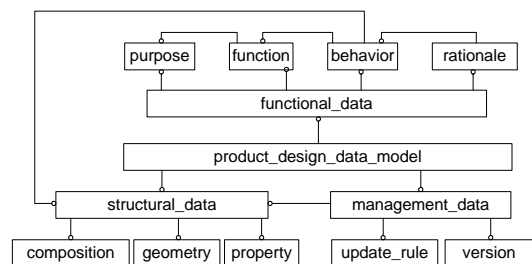 purpose function behavior rationale
functional_data
product_design_data_model
structural_data management_data
composition geometry property update_rule version